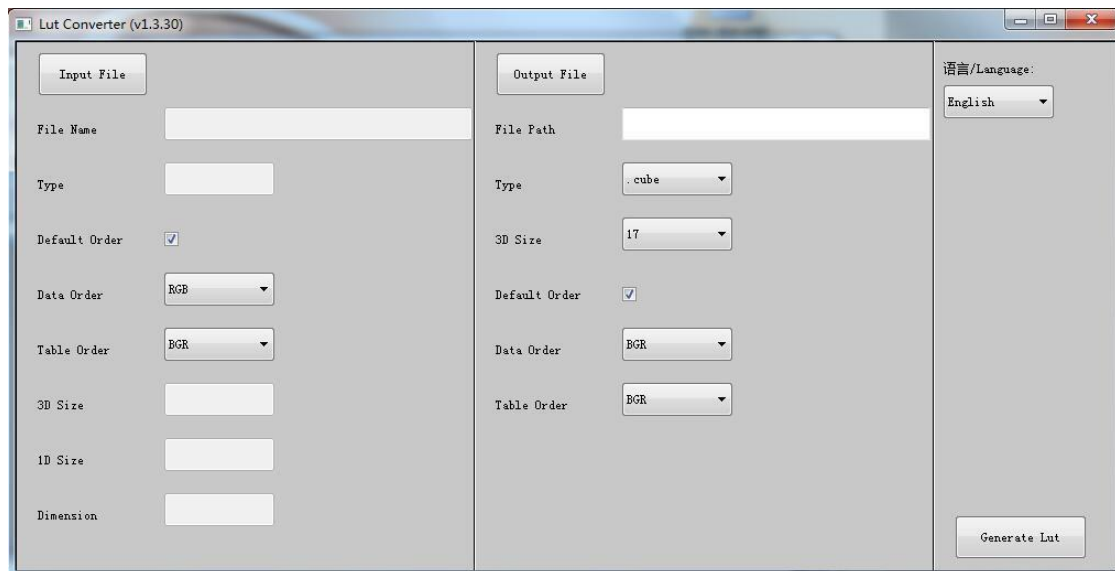 Lut Converter (v1.3.30)
Input File
File Name
Type
Default Order
Data Order RGB
Table Order BGR
3D Size
1D Size
Dimension
Output File
File Path
Type .cube
3D Size 17
Default Order
Data Order BGR
Table Order BGR
语言/Language:
English
Generate Lut